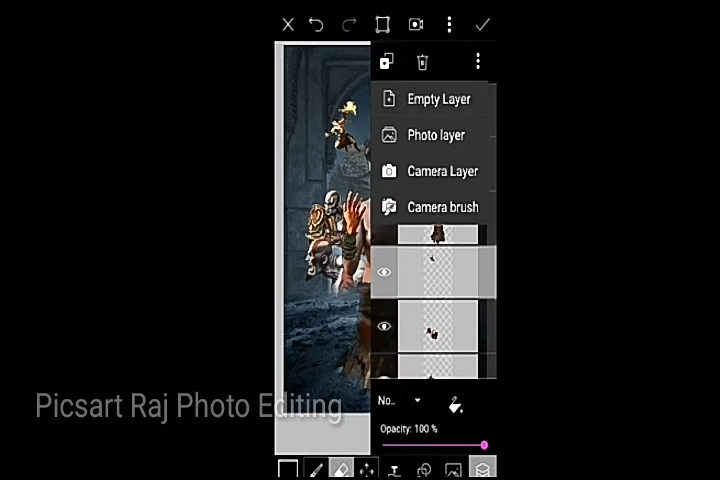 Empty Layer
Photo layer
Camera Layer
Camera brush
Picsart Raj Photo Editing
No..
Opacity: 100 %